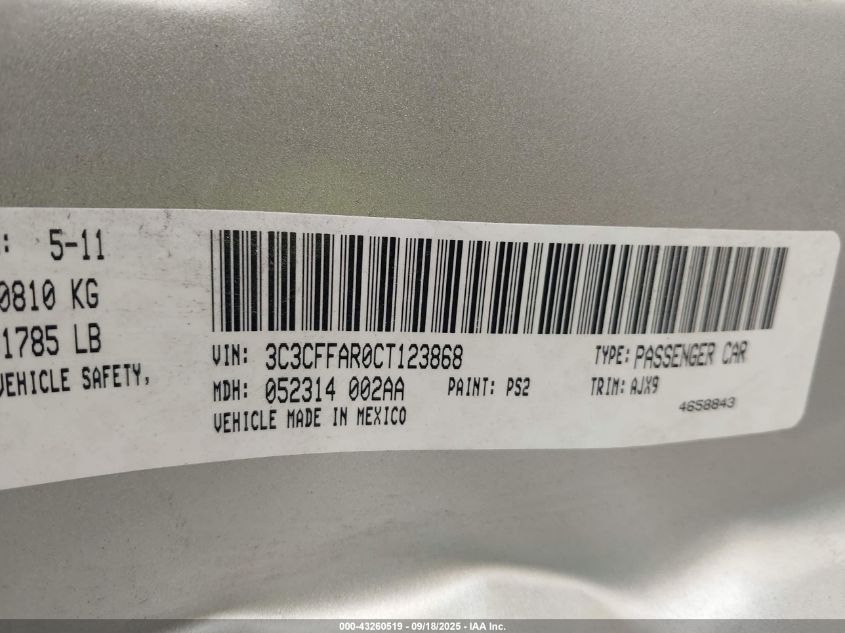 : 5-11
0810 KG
1785 LB
VEHICLE SAFETY,
VIN: 3C3CFFAR0CT123868 TYPE: PASSENGER CAR
MDH: 052314 002AA PAINT: PS2 TRIM: AJX9
VEHICLE MADE IN MEXICO 4658843
000-43260519 - 09/18/2025 - IAA Inc.